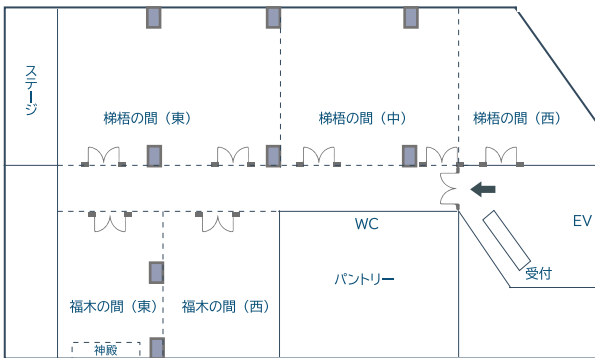 ステージ
梯梧の間（東）
梯梧の間（中）
梯梧の間（西）
WC
EV
受付
パントリー
福木の間（東）
福木の間（西）
神殿